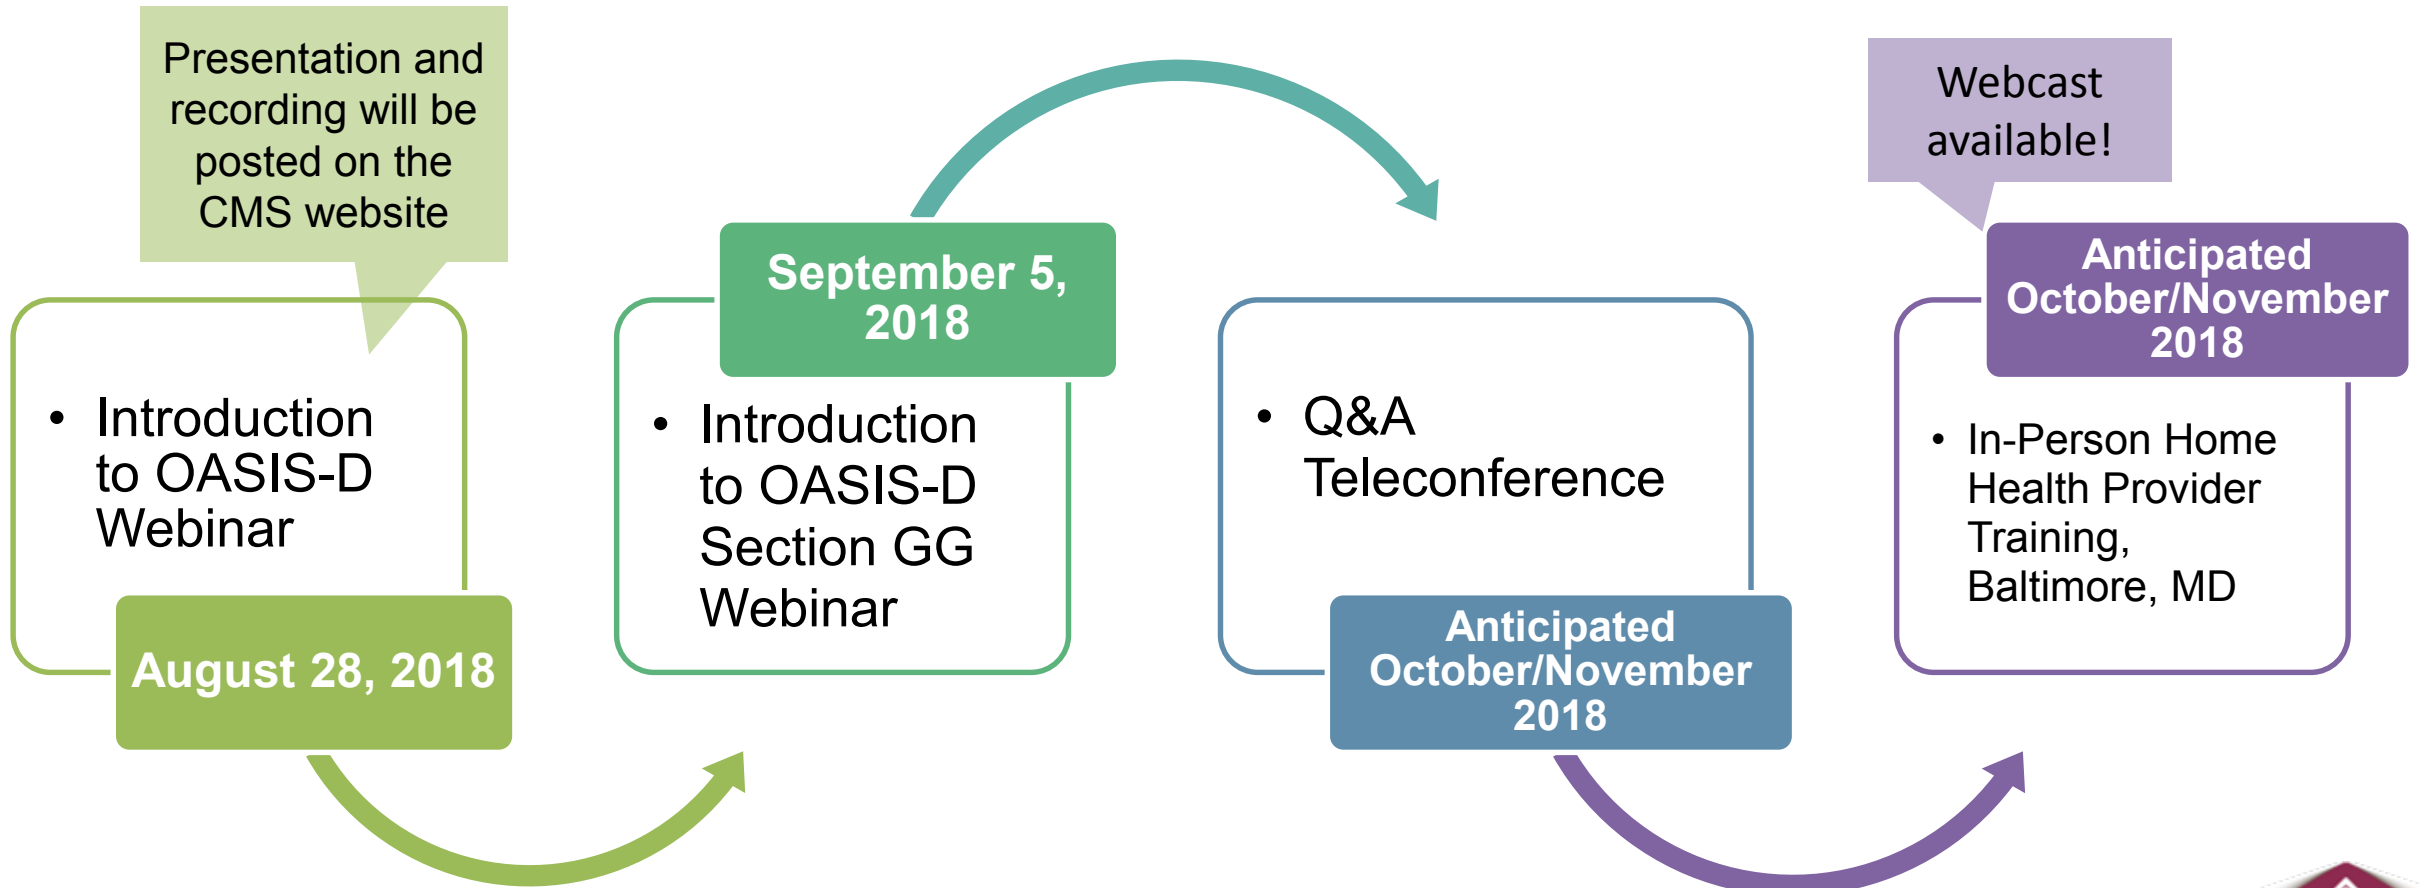 Presentation and
recording will be
posted on the
CMS website
• Introduction
to OASIS-D
Webinar
August 28, 2018
September 5,
2018
• Introduction
to OASIS-D
Section GG
Webinar
• Q&A
Teleconference
Anticipated
October/November
2018
Webcast
available!
Anticipated
October/November
2018
• In-Person Home
Health Provider
Training,
Baltimore, MD